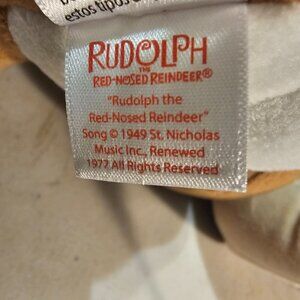 estos tipos
RUDOLPH
THE
RED-NOSED REINDEER®
"Rudolph the
Red-Nosed Reindeer"
Song © 1949 St. Nicholas
Music Inc., Renewed
1977 All Rights Reserved